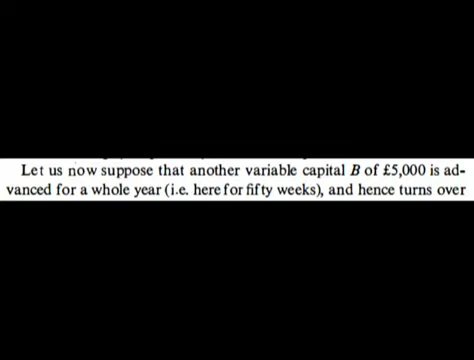 Let us now suppose that another variable capital B of £5,000 is ad-
vanced for a whole year (i.e. here for fifty weeks), and hence turns over